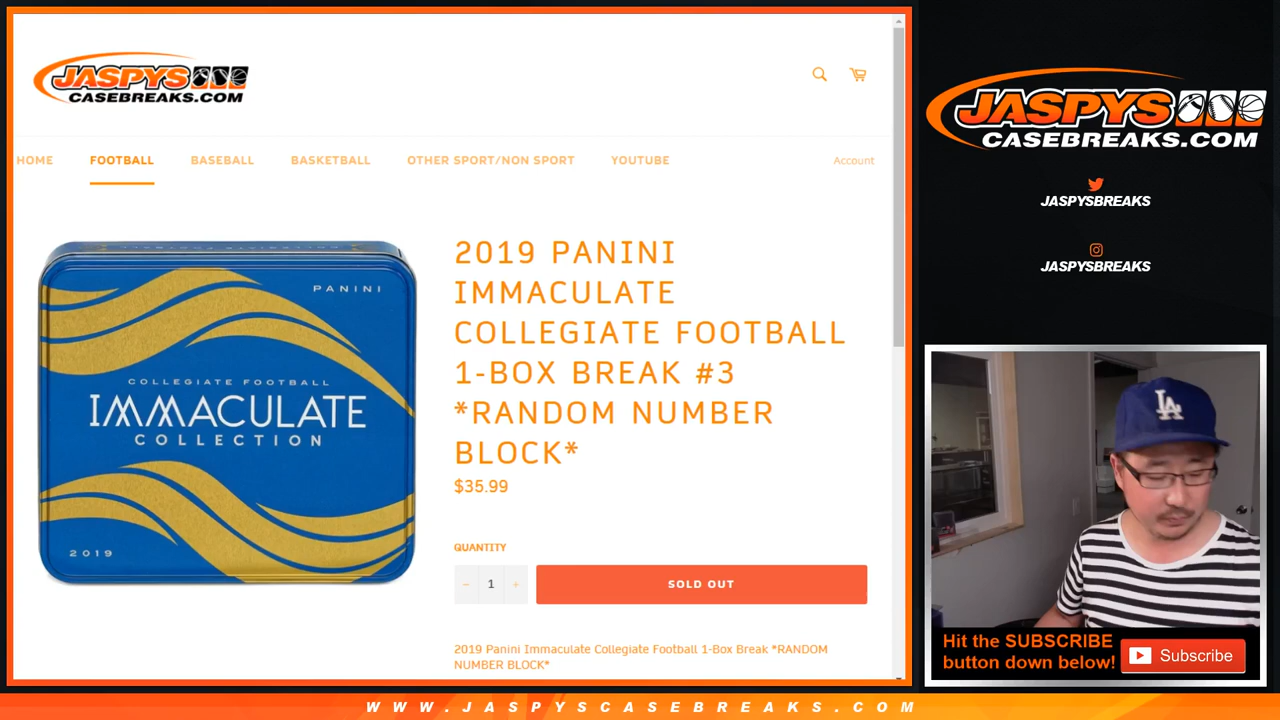 JASPYS
CASEBREAKS.COM
HOME FOOTBALL BASEBALL BASKETBALL OTHER SPORT/NON SPORT YOUTUBE Account
PANINI
COLLEGIATE FOOTBALL
IMMACULATE
COLLECTION
2019
2019 PANINI
IMMACULATE
COLLEGIATE FOOTBALL
1-BOX BREAK #3
*RANDOM NUMBER
BLOCK*
$35.99
QUANTITY
− 1 + SOLD OUT
2019 Panini Immaculate Collegiate Football 1-Box Break *RANDOM
NUMBER BLOCK*
JASPYS
CASEBREAKS.COM
JASPYSBREAKS
JASPYSBREAKS
LA
Hit the SUBSCRIBE
button down below!
Subscribe
WWW.JASPYSCASEBREAKS.COM